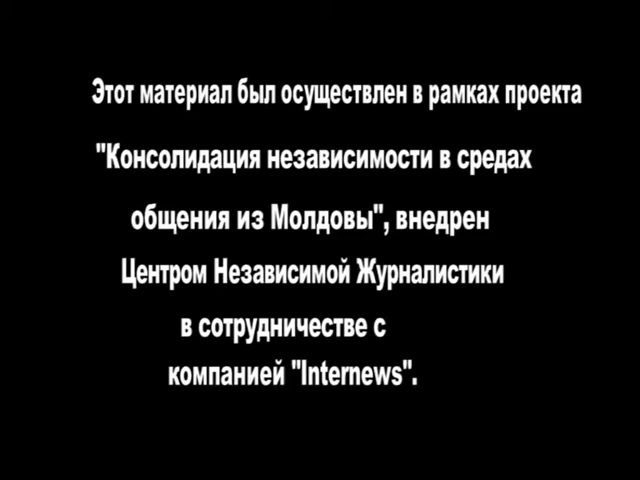 Этот материал был осуществлен в рамках проекта
"Консолидация независимости в средах
общения из Молдовы", внедрен
Центром Независимой Журналистики
в сотрудничестве с
компанией "Internews".